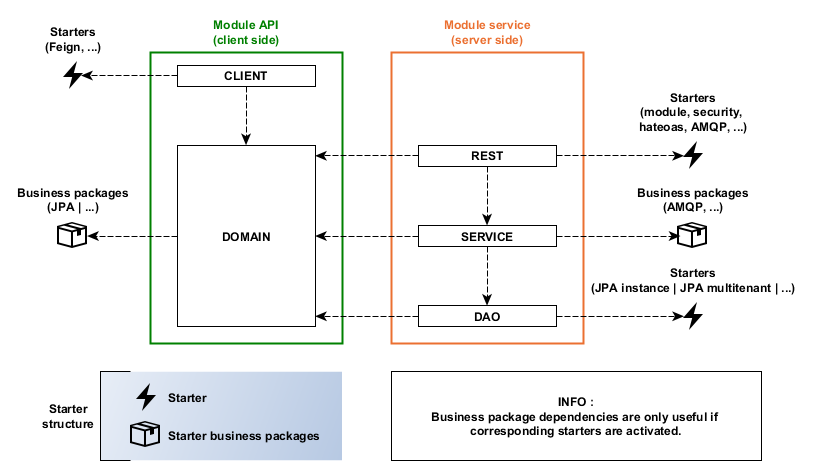 Module API
(client side)
Module service
(server side)
Starters
(Feign, ...)
CLIENT
Starters
(module, security,
hateoas, AMQP, ...)
REST
Business packages
(JPA | ...)
DOMAIN
SERVICE
Business packages
(AMQP, ...)
Starters
(JPA instance | JPA multitenant | ...)
DAO
Starter
structure
Starter
Starter business packages
INFO :
Business package dependencies are only useful if
corresponding starters are activated.